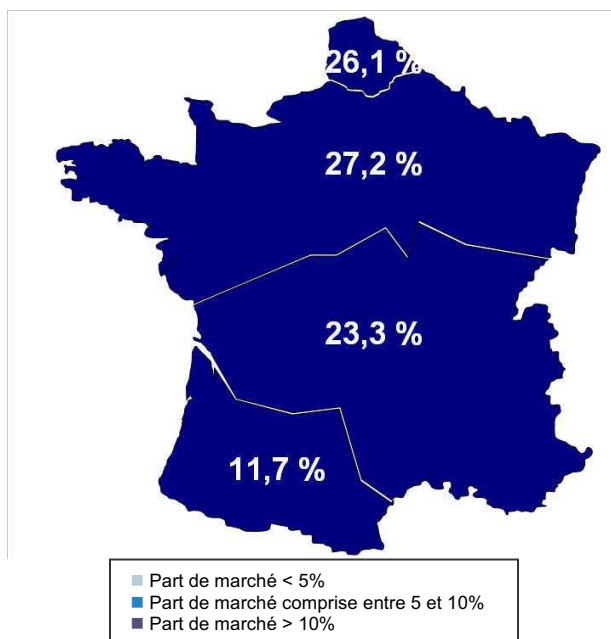 26,1 %
27,2 %
23,3 %
11,7 %
Part de marché < 5%
Part de marché comprise entre 5 et 10%
Part de marché > 10%